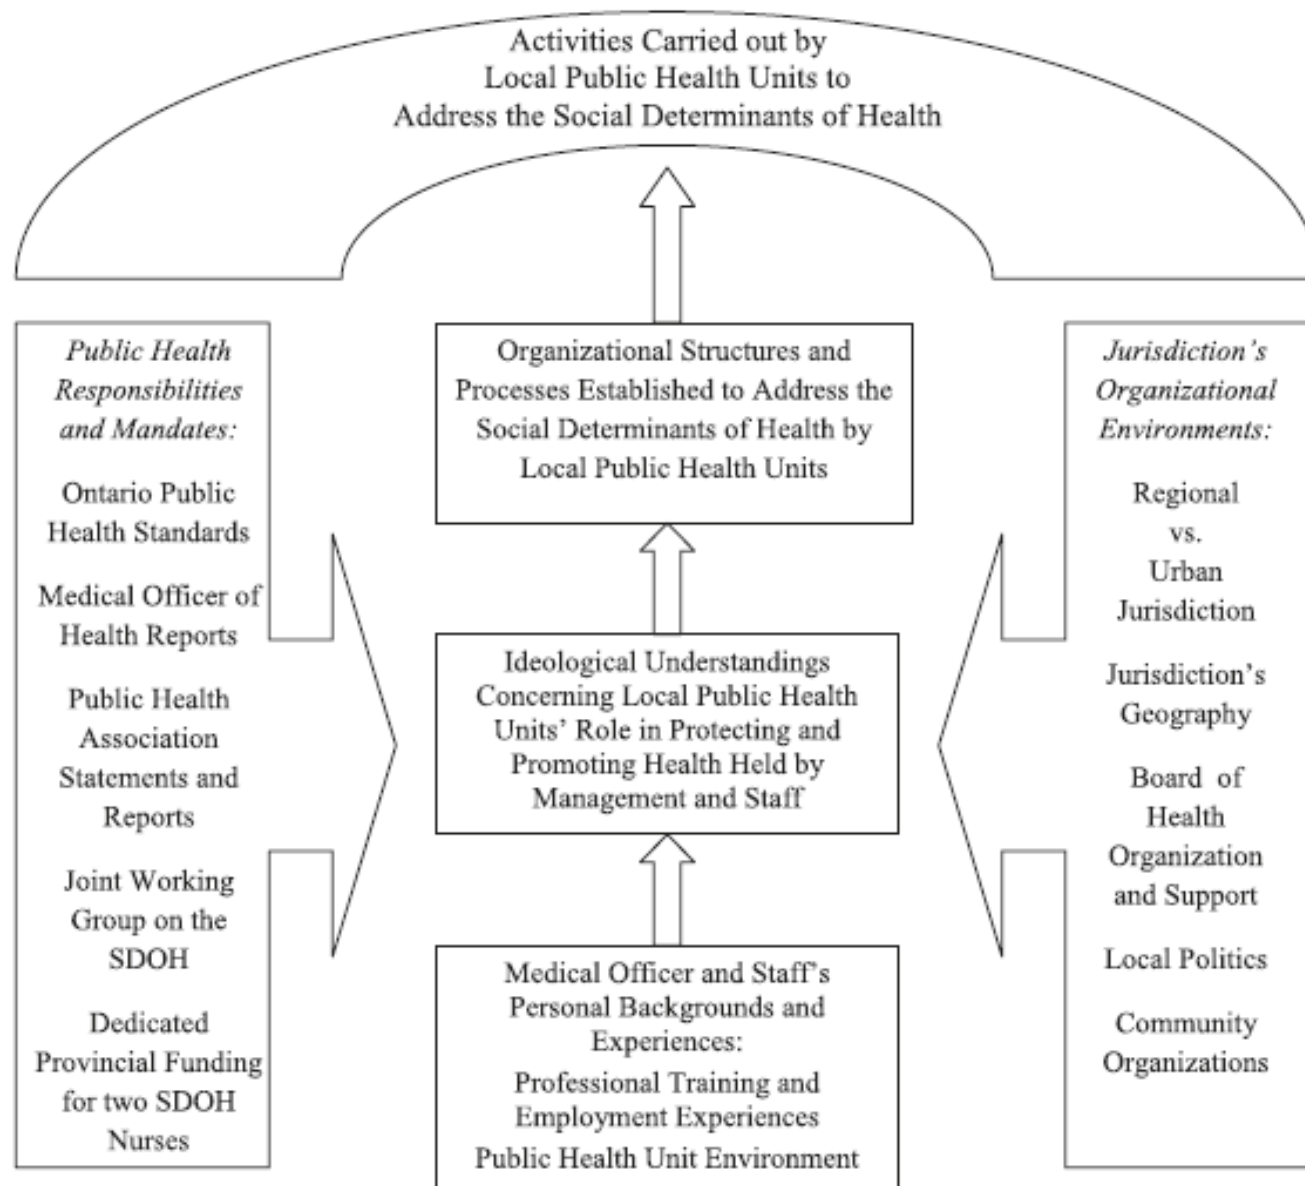 Activities Carried out by
Local Public Health Units to
Address the Social Determinants of Health
Public Health
Responsibilities
and Mandates:
Ontario Public
Health Standards
Medical Officer of
Health Reports
Public Health
Association
Statements and
Reports
Joint Working
Group on the
SDOH
Dedicated
Provincial Funding
for two SDOH
Nurses
Organizational Structures and
Processes Established to Address the
Social Determinants of Health by
Local Public Health Units
Ideological Understandings
Concerning Local Public Health
Units’ Role in Protecting and
Promoting Health Held by
Management and Staff
Medical Officer and Staff’s
Personal Backgrounds and
Experiences:
Professional Training and
Employment Experiences
Public Health Unit Environment
Jurisdiction’s
Organizational
Environments:
Regional
vs.
Urban
Jurisdiction
Jurisdiction’s
Geography
Board of
Health
Organization
and Support
Local Politics
Community
Organizations